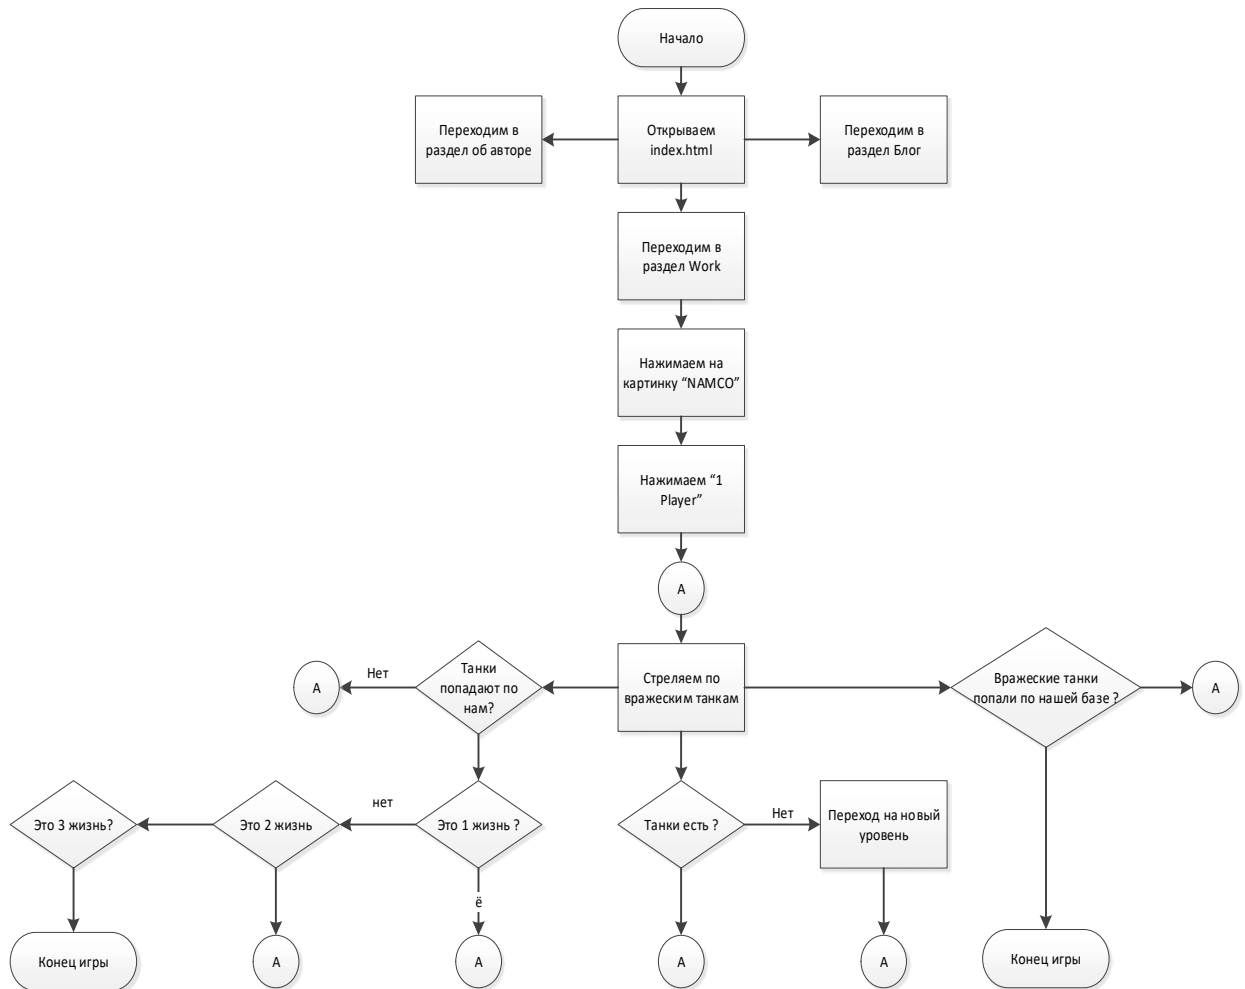 Начало
Переходим в
раздел об авторе
Открываем
index.html
Переходим в
раздел Блог
Переходим в
раздел Work
Нажимаем на
картинку “NAMCO”
Нажимаем “1
Player”
A
A
Нет
Танки
попадают по
нам?
Стреляем по
вражеским танкам
Вражеские танки
попали по нашей базе ?
A
Это 3 жизнь?
Это 2 жизнь
нет
Это 1 жизнь ?
Танки есть ?
Нет
Переход на новый
уровень
ё
Конец игры
A
A
A
A
Конец игры